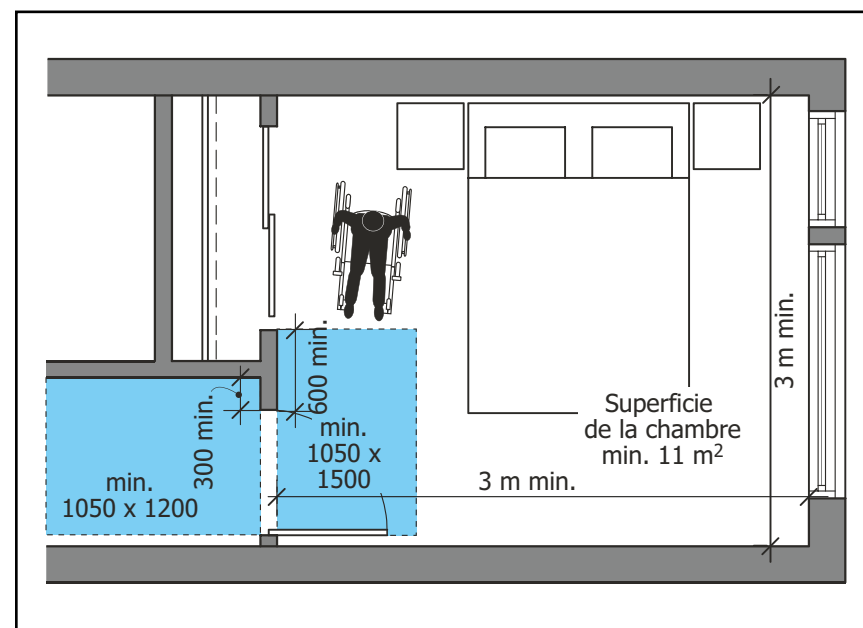 600 min.
300 min.
min.
1050 x
1500
min.
1050 x 1200
Superficie
de la chambre
min. 11 m²
3 m min.
3 m min.